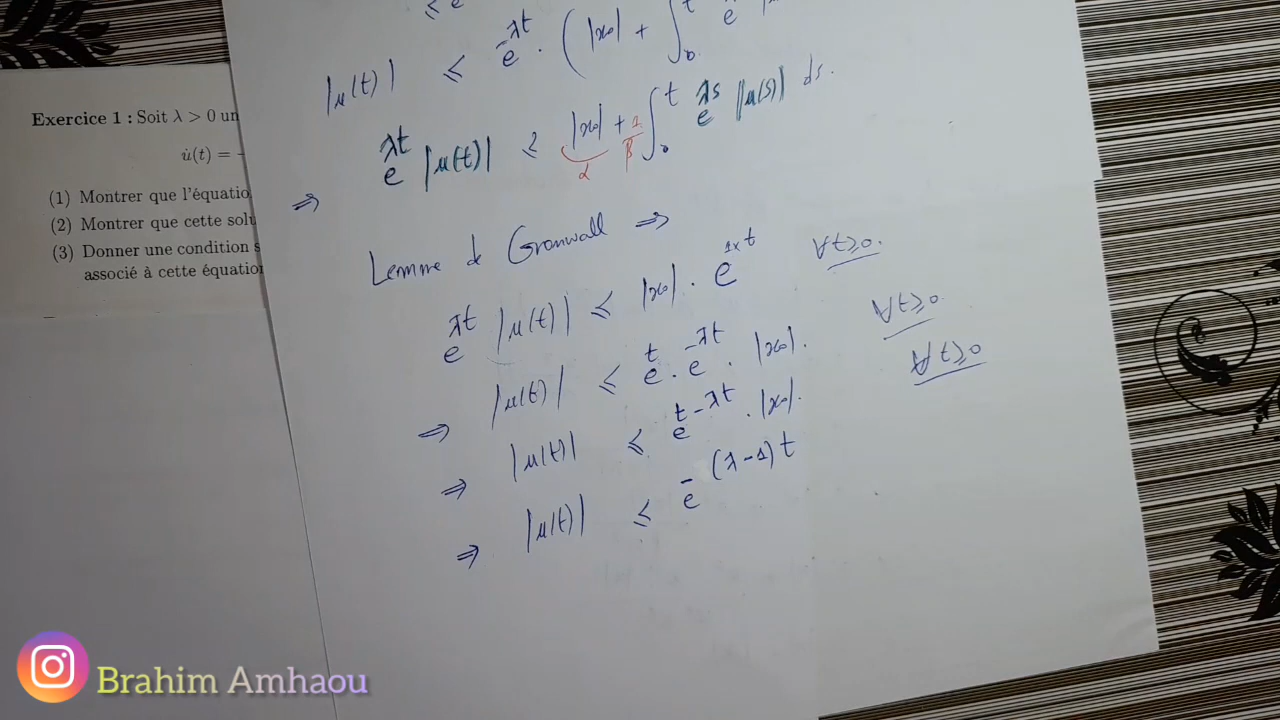 ≤ e
|u(t)| ≤ e^{-λt} . ( |x₀| + ∫₀^t e
e^{λt} |u(t)| ≤ |x₀| + 1 ∫₀^t e^{λs} |u(s)| ds.
α β
⇒
Lemme de Gronwall ⇒
e^{λt} |u(t)| ≤ |x₀| . e^{1×t} ∀t≥0.
⇒ |u(t)| ≤ e^t . e^{-λt} . |x₀|. ∀t≥0.
⇒ |u(t)| ≤ e^{t-λt} . |x₀|. ∀t≥0
⇒ |u(t)| ≤ e^{-(λ-1)t}
Exercice 1 : Soit λ > 0 un
u̇(t) = -
(1) Montrer que l'équatio
(2) Montrer que cette solu
(3) Donner une condition s
associé à cette équation
Brahim Amhaou